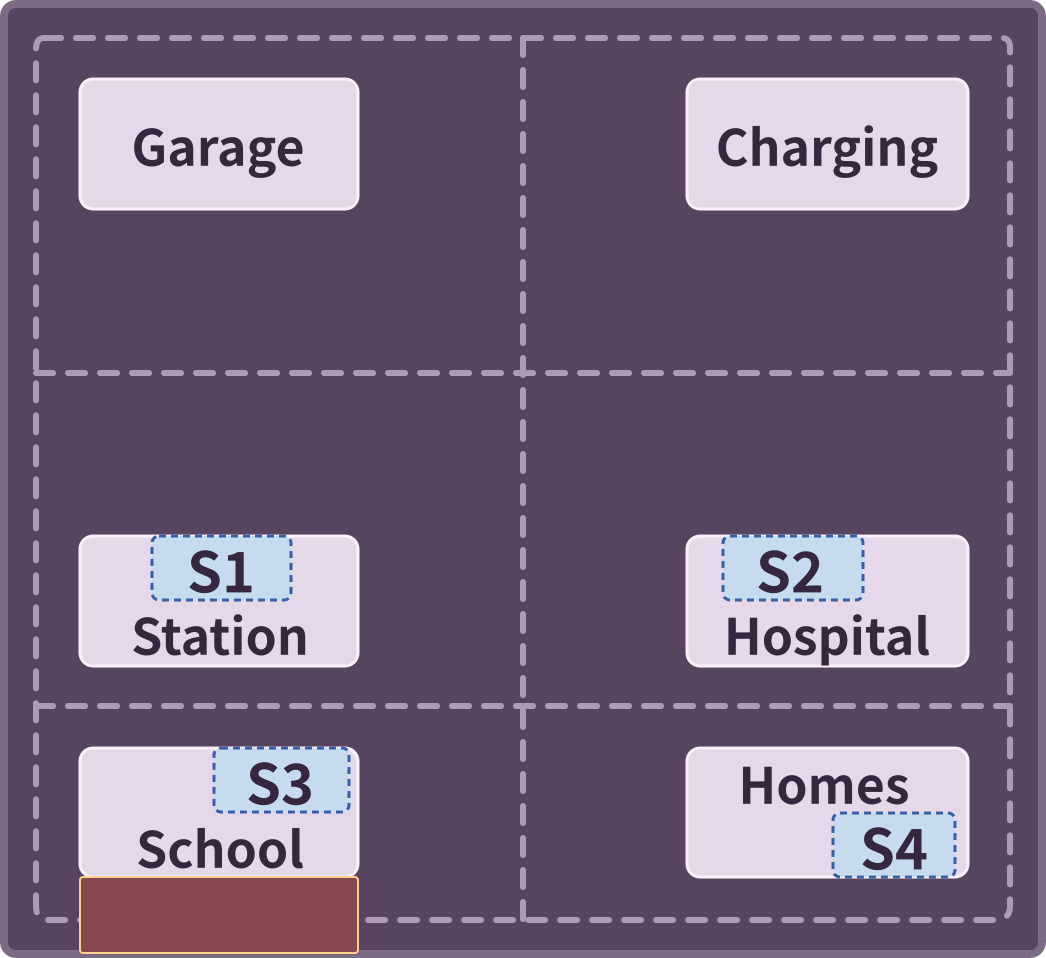 Garage
Charging
S1
Station
S2
Hospital
S3
School
Homes
S4